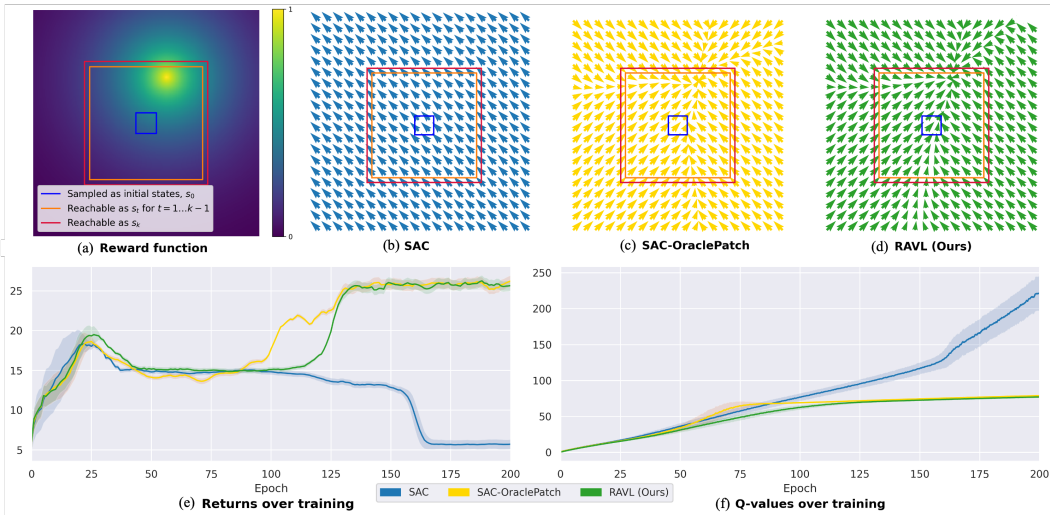 1
0
Sampled as initial states, s₀
Reachable as sₜ for t = 1...k − 1
Reachable as sₖ
(a) Reward function
(b) SAC
(c) SAC-OraclePatch
(d) RAVL (Ours)
25
20
15
10
5
0 25 50 75 100 125 150 175 200
Epoch
(e) Returns over training
250
200
150
100
50
0
0 25 50 75 100 125 150 175 200
Epoch
(f) Q-values over training
SAC SAC-OraclePatch RAVL (Ours)